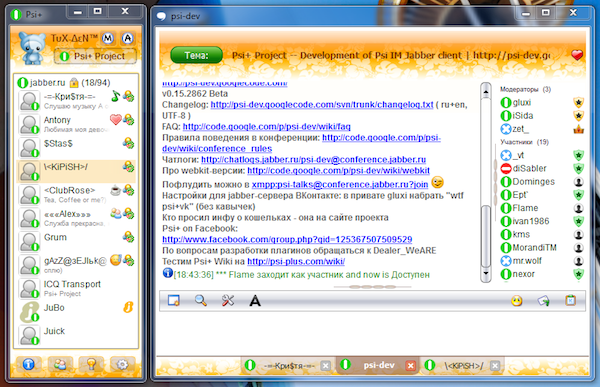 Psi+
TuX-ΔεN™
Psi+ Project
jabber.ru (18/94)
-=-Кри$тя-=-
Слушаю музыку A
Antony
Любимая моя девоч
$Stas$
\<KiPiSH>/
<ClubRose>
Tea. Coffee or me?
«««Alex»»»
Служба прекрасна,
Grum
сплю)
ICQ Transport
Psi+ Project
JuBo
Juick
psi-dev
Тема:
Psi+ Project -- Development of Psi IM Jabber client | http://psi-dev.go
http://psi-dev.googlecode.com
v0.15.2862 Beta
Changelog: http://psi-dev.googlecode.com/svn/trunk/changelog.txt ( ru+en,
UTF-8 )
FAQ: http://code.google.com/p/psi-dev/wiki/faq
Правила поведения в конференции: http://code.google.com/p/psi-
dev/wiki/conference_rules
Чатлоги: http://chatlogs.jabber.ru/psi-dev@conference.jabber.ru
Про webkit-версии: http://code.google.com/p/psi-dev/wiki/webkit
Пофлудить можно в xmpp:psi-talks@conference.jabber.ru?join
Настройки для jabber-сервера ВКонтакте: в привате gluxi набрать "wtf
psi+vk" (без кавычек)
Кто просил инфу о кошельках - она на сайте проекта
Psi+ on Facebook:
http://www.facebook.com/group.php?gid=125367507509529
По вопросам разработки плагинов обращаться к Dealer_WeARE
Тестим Psi+ Wiki на http://psi-plus.com/wiki/
[18:43:36] *** Flame заходит как участник and now is Доступен
Модераторы (3)
gluxi
iSida
zet_
Участники (19)
_vt
diSabler
Dominges
Ept'
Flame
ivan1986
kms
MorandiTM
mr.wolf
nexor
A
-=-Кри$тя-=-
psi-dev
\<KiPiSH>/